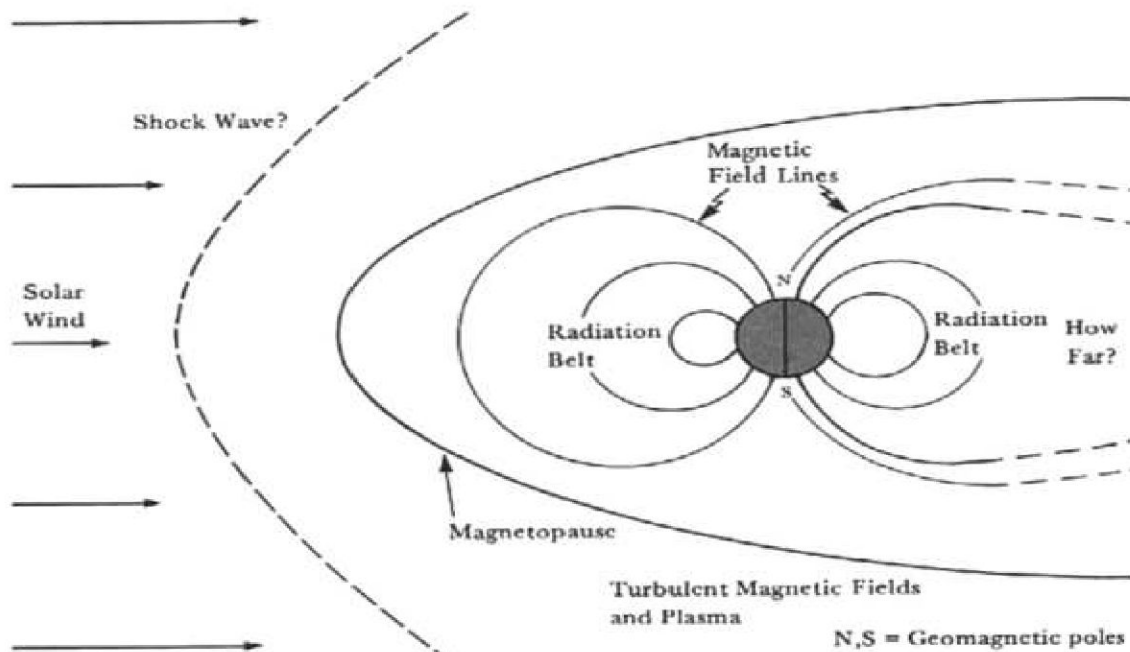 Shock Wave?
Magnetic
Field Lines
N
Solar
Wind
Radiation
Belt
Radiation
Belt
How
Far?
S
Magnetopause
Turbulent Magnetic Fields
and Plasma
N,S = Geomagnetic poles